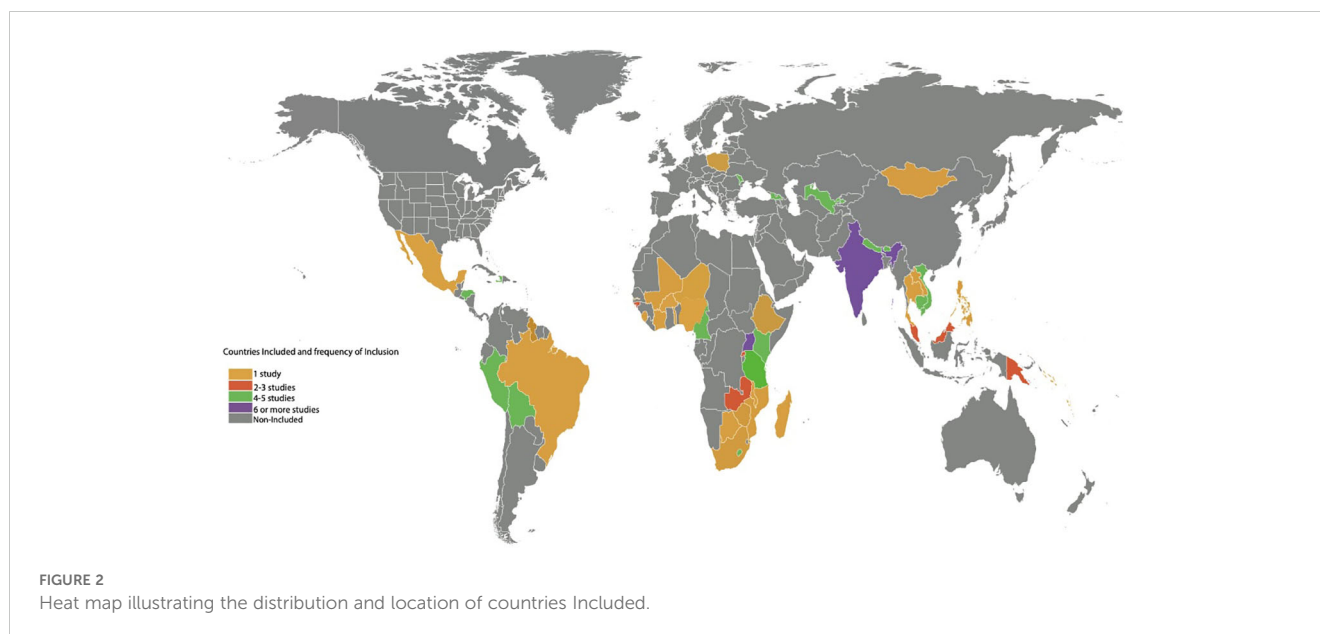 Countries Included and frequency of Inclusion
1 study
2-3 studies
4-5 studies
6 or more studies
Non-Included
FIGURE 2
Heat map illustrating the distribution and location of countries Included.